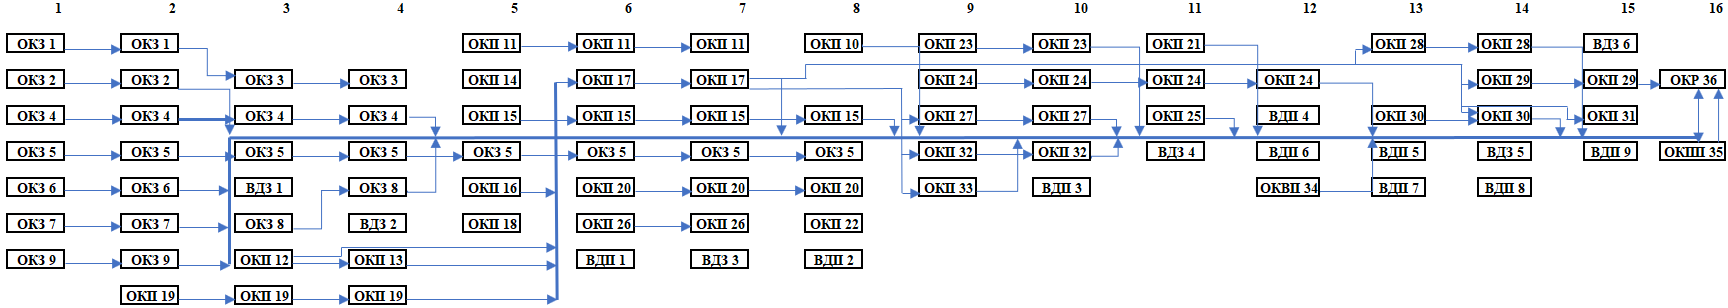 1 2 3 4 5 6 7 8 9 10 11 12 13 14 15 16
ОКЗ 1 ОКЗ 1 ОКП 11 ОКП 11 ОКП 11 ОКП 10 ОКП 23 ОКП 23 ОКП 21 ОКП 28 ОКП 28 ВДЗ 6
ОКЗ 2 ОКЗ 2 ОКЗ 3 ОКЗ 3 ОКП 14 ОКП 17 ОКП 17 ОКП 24 ОКП 24 ОКП 24 ОКП 24 ОКП 29 ОКП 29 ОКР 36
ОКЗ 4 ОКЗ 4 ОКЗ 4 ОКЗ 4 ОКП 15 ОКП 15 ОКП 15 ОКП 15 ОКП 27 ОКП 27 ОКП 25 ВДП 4 ОКП 30 ОКП 30 ОКП 31
ОКЗ 5 ОКЗ 5 ОКЗ 5 ОКЗ 5 ОКЗ 5 ОКЗ 5 ОКЗ 5 ОКЗ 5 ОКП 32 ОКП 32 ВДЗ 4 ВДП 6 ВДП 5 ВДЗ 5 ВДП 9 ОКПП 35
ОКЗ 6 ОКЗ 6 ВДЗ 1 ОКЗ 8 ОКП 16 ОКП 20 ОКП 20 ОКП 20 ОКП 33 ВДП 3 ОКВП 34 ВДП 7 ВДП 8
ОКЗ 7 ОКЗ 7 ОКЗ 8 ВДЗ 2 ОКП 18 ОКП 26 ОКП 26 ОКП 22
ОКЗ 9 ОКЗ 9 ОКП 12 ОКП 13 ВДП 1 ВДЗ 3 ВДП 2
ОКП 19 ОКП 19 ОКП 19